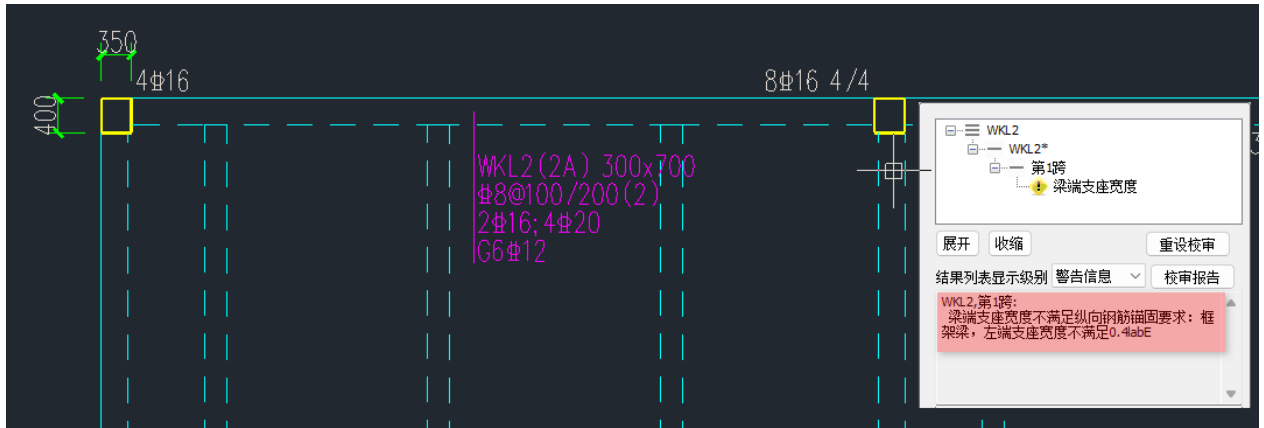 350
4⌽16
8⌽16 4/4
400
WKL2(2A) 300x700
⌽8@100/200(2)
2⌽16;4⌽20
G6⌽12
WKL2
WKL2*
第1跨
梁端支座宽度
展开 收缩 重设校审
结果列表显示级别 警告信息 校审报告
WKL2,第1跨:
梁端支座宽度不满足纵向钢筋锚固要求：框
架梁，左端支座宽度不满足0.4labE